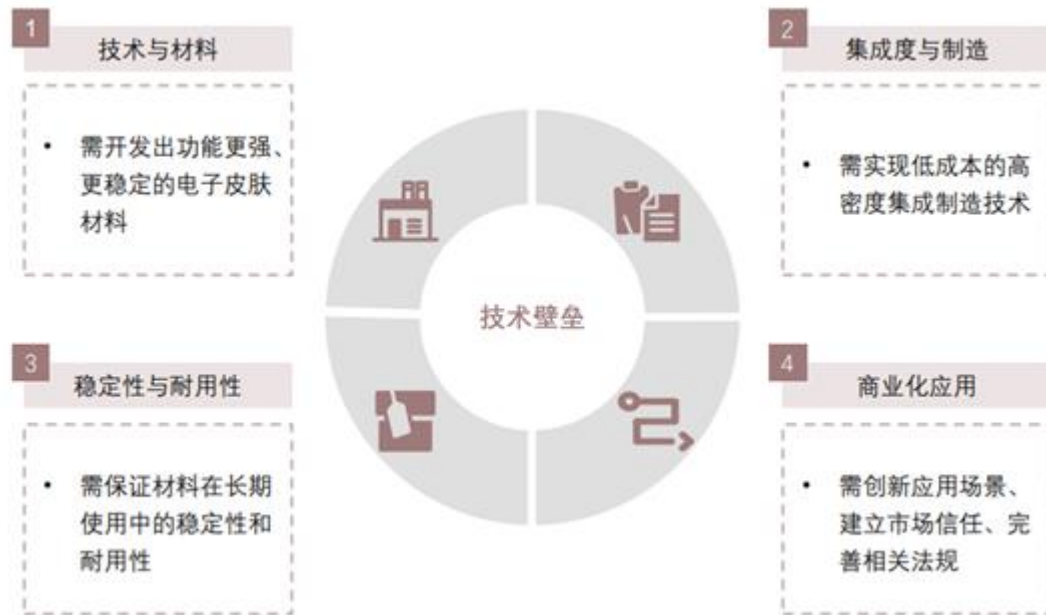 1
技术与材料
• 需开发出功能更强、
更稳定的电子皮肤
材料
2
集成度与制造
• 需实现低成本的高
密度集成制造技术
技术壁垒
3
稳定性与耐用性
• 需保证材料在长期
使用中的稳定性和
耐用性
4
商业化应用
• 需创新应用场景、
建立市场信任、完
善相关法规